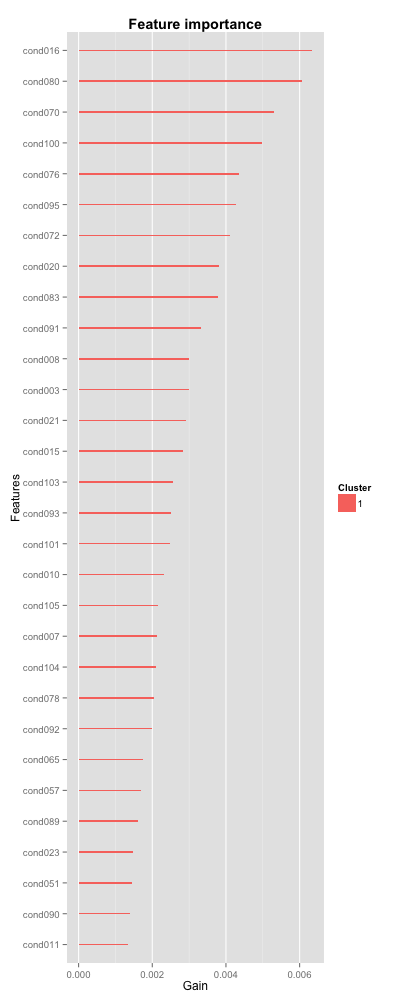 Feature importance
cond016
cond080
cond070
cond100
cond076
cond095
cond072
cond020
cond083
cond091
cond008
cond003
cond021
cond015
cond103
cond093
cond101
cond010
cond105
cond007
cond104
cond078
cond092
cond065
cond057
cond089
cond023
cond051
cond090
cond011
Features
0.000 0.002 0.004 0.006
Gain
Cluster
1